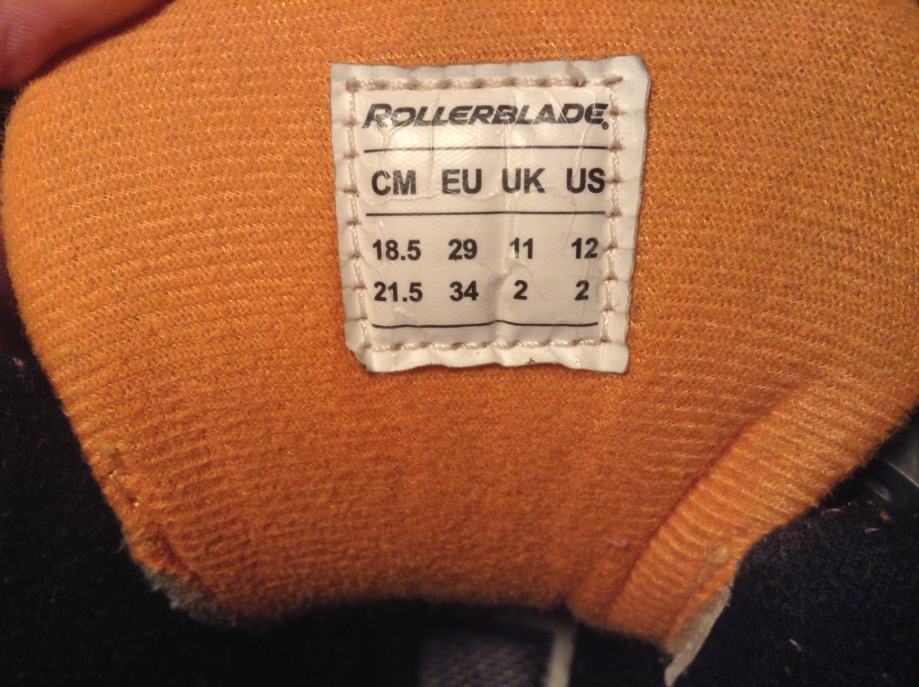 ROLLERBLADE®
CM EU UK US
18.5 29 11 12
21.5 34 2 2